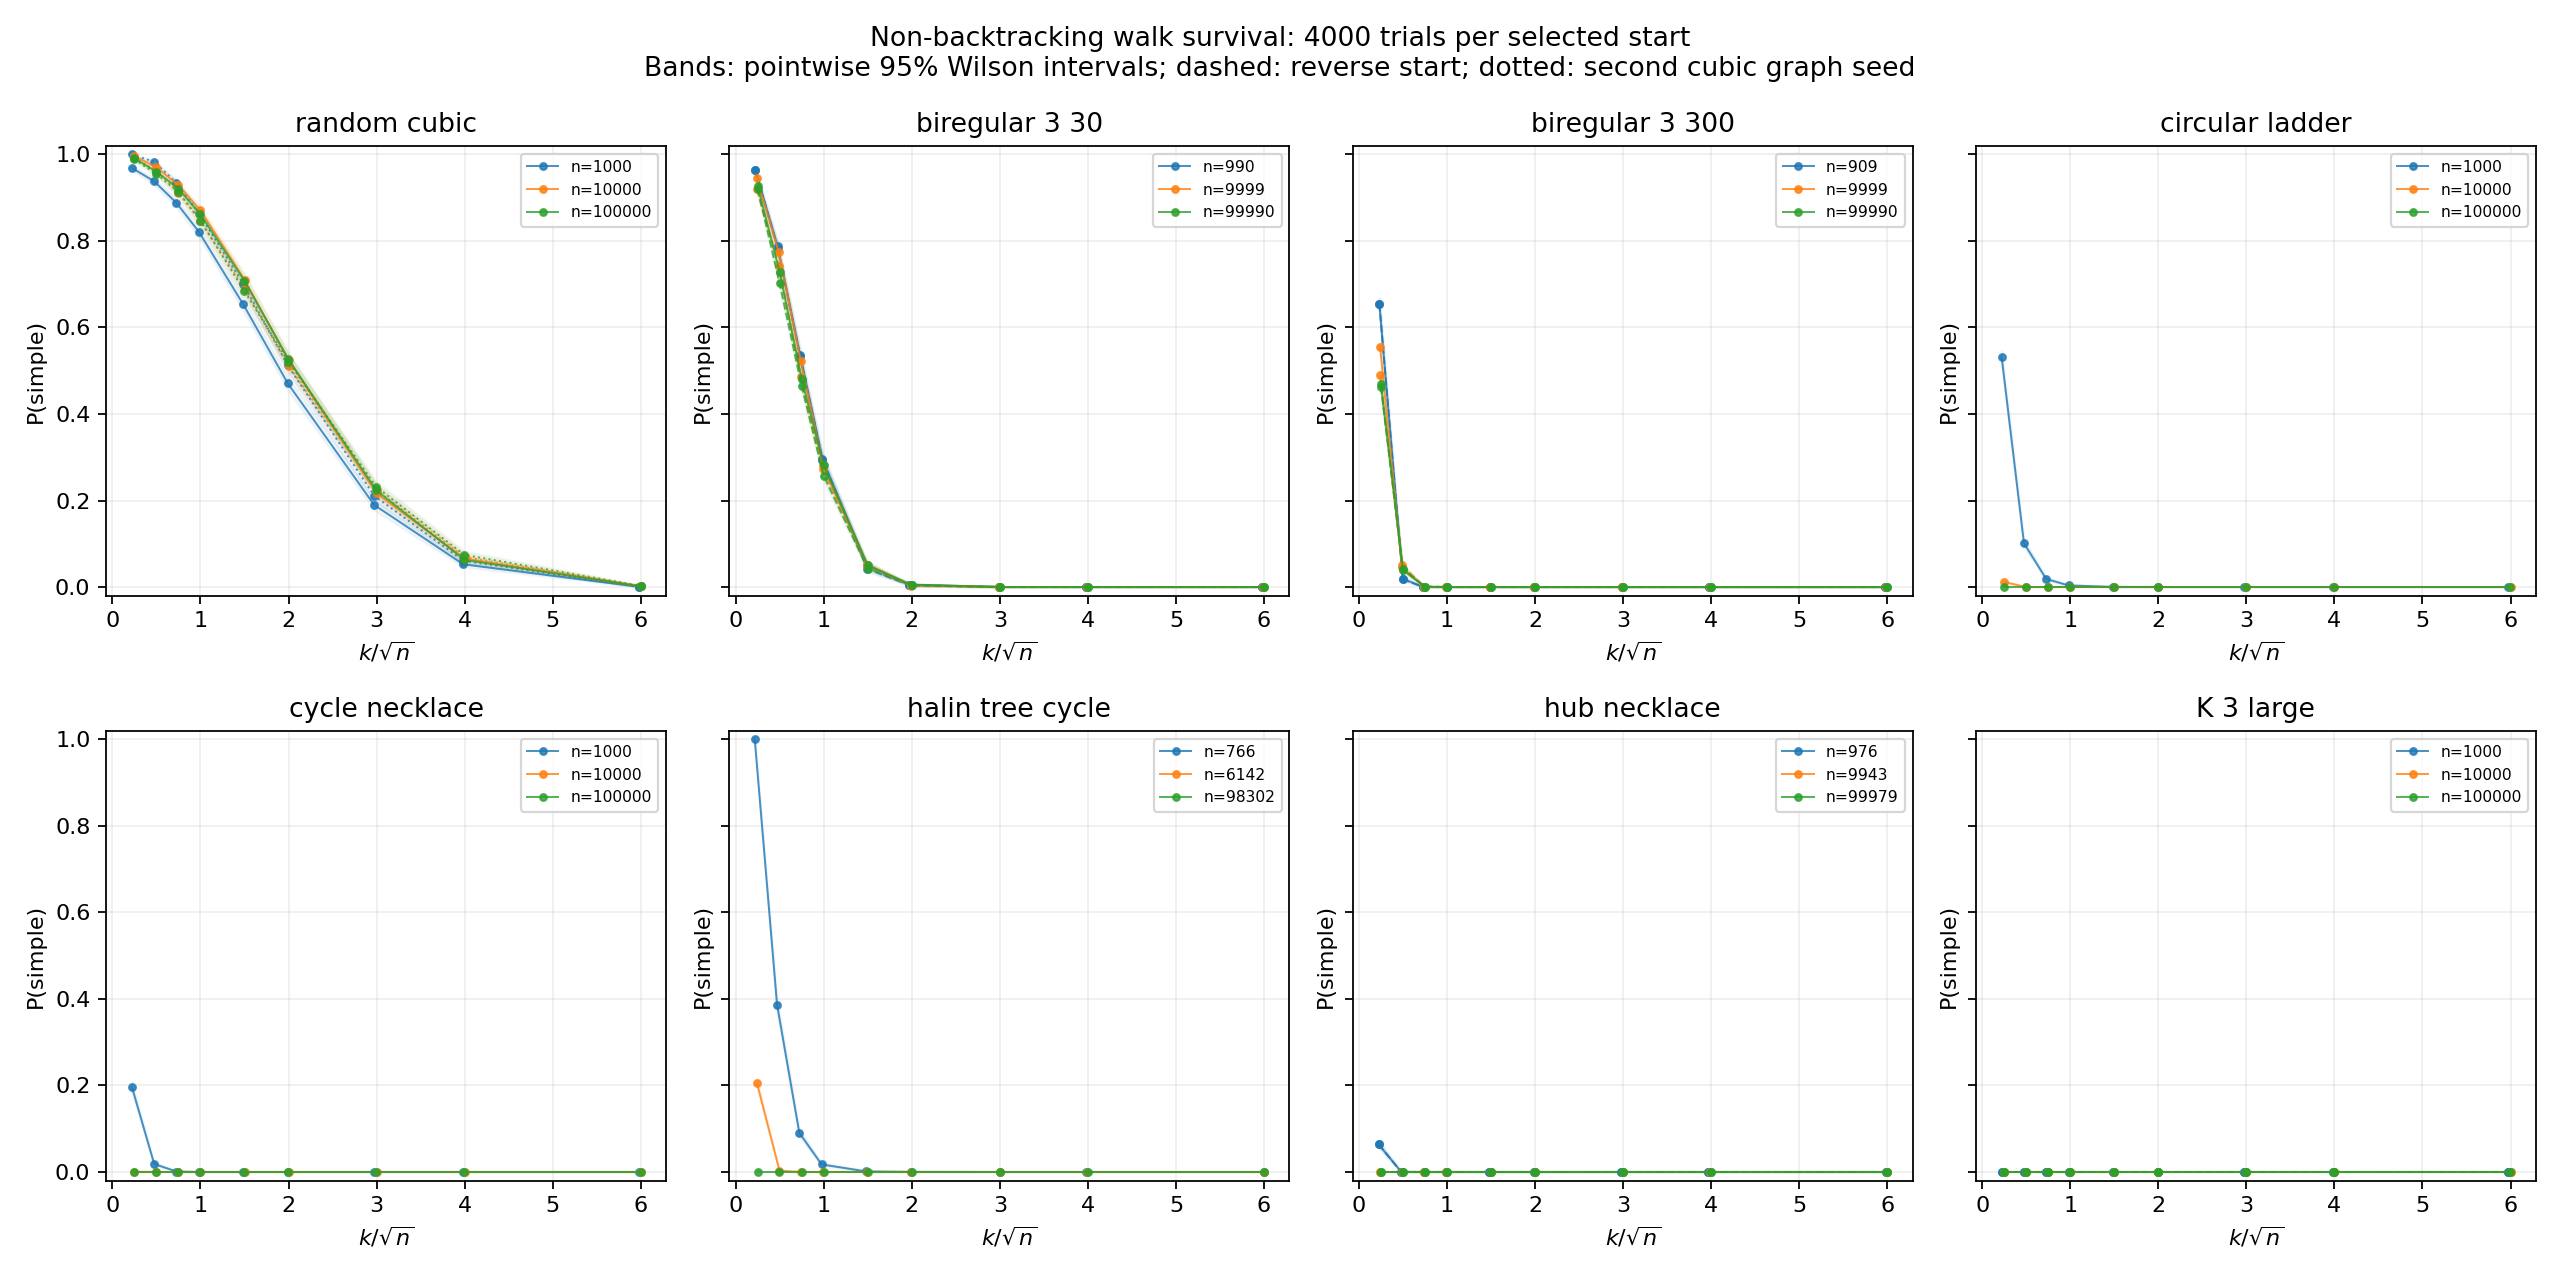 Non-backtracking walk survival: 4000 trials per selected start
Bands: pointwise 95% Wilson intervals; dashed: reverse start; dotted: second cubic graph seed
random cubic
P(simple)
1.0
0.8
0.6
0.4
0.2
0.0
n=1000
n=10000
n=100000
0 1 2 3 4 5 6
k/√n
biregular 3 30
P(simple)
n=990
n=9999
n=99990
0 1 2 3 4 5 6
k/√n
biregular 3 300
P(simple)
n=909
n=9999
n=99990
0 1 2 3 4 5 6
k/√n
circular ladder
P(simple)
n=1000
n=10000
n=100000
0 1 2 3 4 5 6
k/√n
cycle necklace
P(simple)
1.0
0.8
0.6
0.4
0.2
0.0
n=1000
n=10000
n=100000
0 1 2 3 4 5 6
k/√n
halin tree cycle
P(simple)
n=766
n=6142
n=98302
0 1 2 3 4 5 6
k/√n
hub necklace
P(simple)
n=976
n=9943
n=99979
0 1 2 3 4 5 6
k/√n
K 3 large
P(simple)
n=1000
n=10000
n=100000
0 1 2 3 4 5 6
k/√n